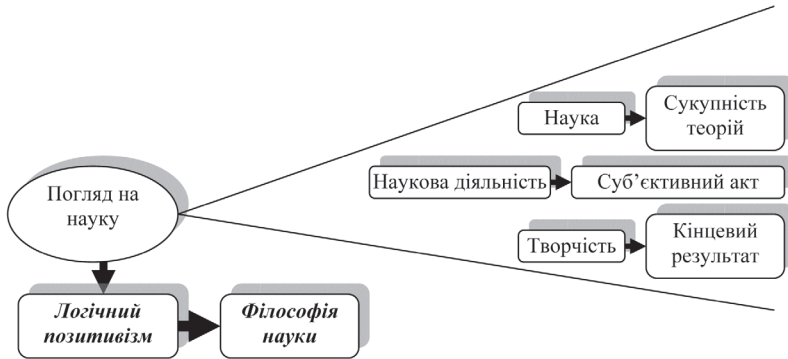 Наука
Сукупність
теорій
Наукова діяльність
Суб’єктивний акт
Погляд на
науку
Творчість
Кінцевий
результат
Логічний
позитивізм
Філософія
науки